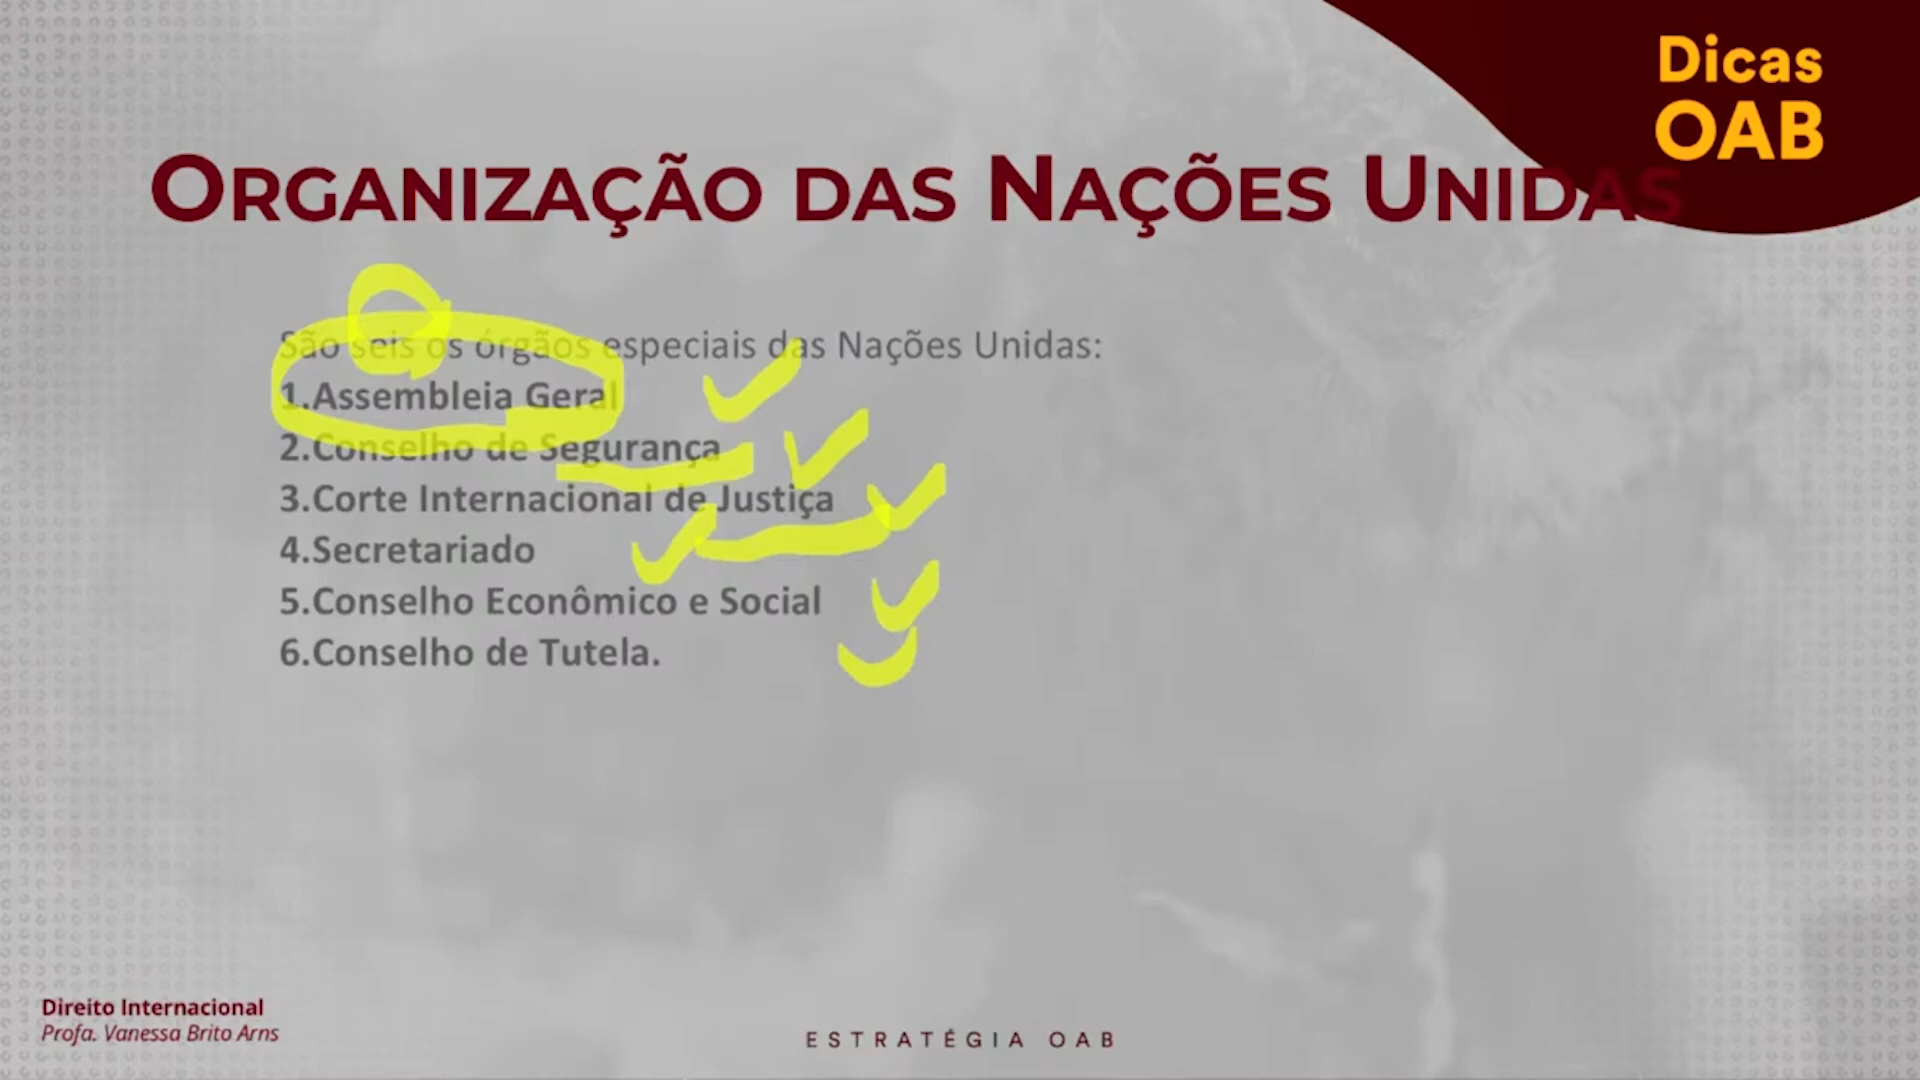 Dicas
OAB
ORGANIZAÇÃO DAS NAÇÕES UNIDAS
São seis os órgãos especiais das Nações Unidas:
1.Assembleia Geral
2.Conselho de Segurança
3.Corte Internacional de Justiça
4.Secretariado
5.Conselho Econômico e Social
6.Conselho de Tutela.
Direito Internacional
Profa. Vanessa Brito Arns
ESTRATÉGIA OAB